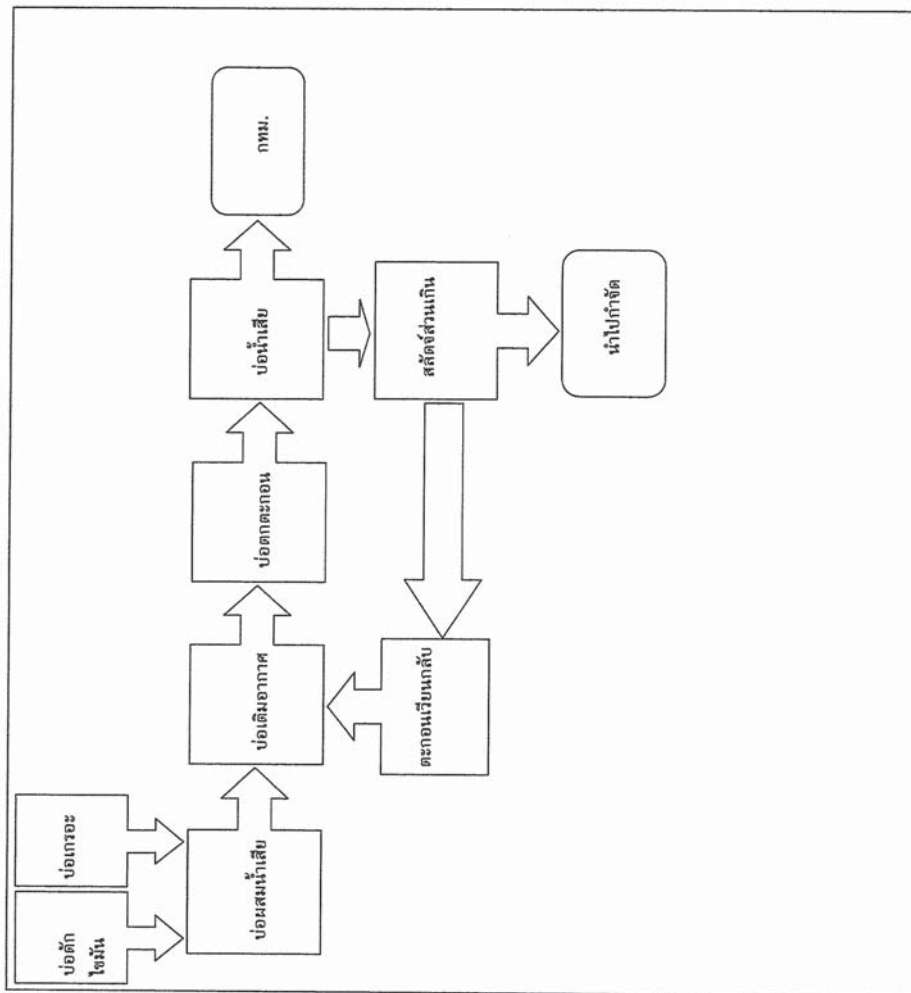 บ่อดัก
ไขมัน
บ่อเกรอะ
บ่อผสมน้ำเสีย
บ่อเติมอากาศ
บ่อตกตะกอน
บ่อน้ำเสีย
กทม.
ตะกอนเวียนกลับ
สลัดจ์ส่วนเกิน
นำไปกำจัด